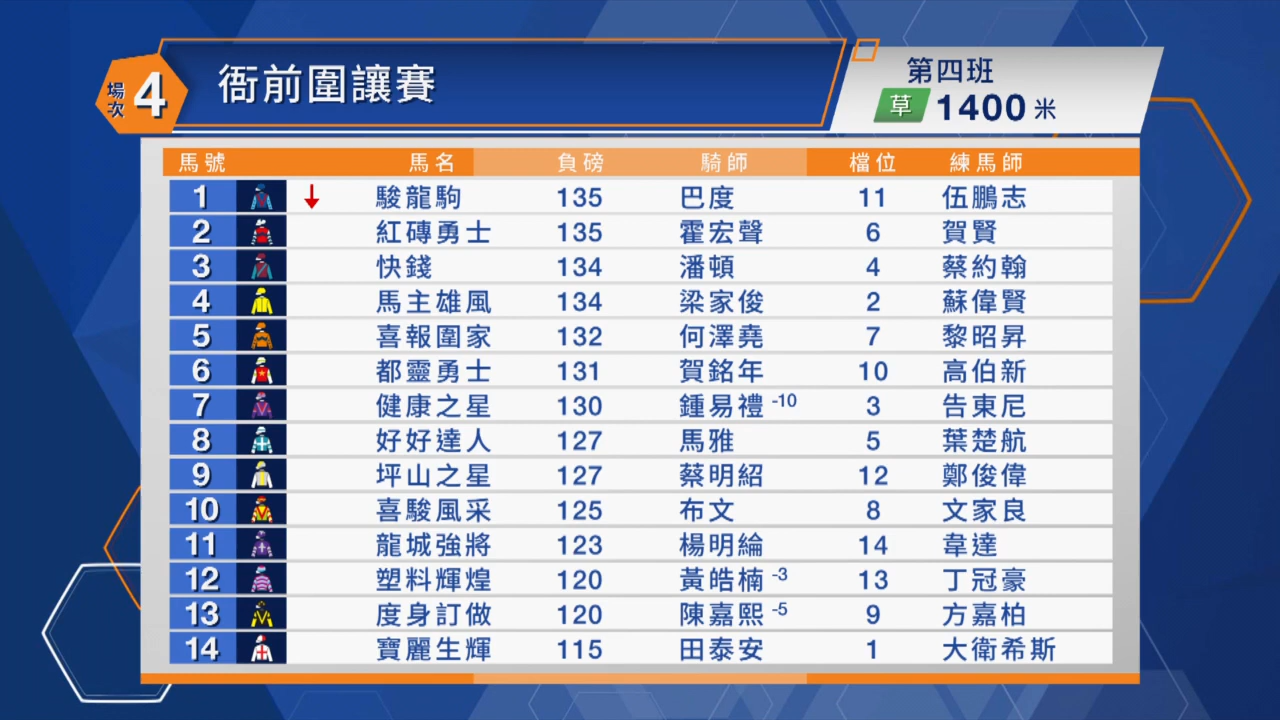 場次 4 衙前圍讓賽
第四班
草 1400 米
馬號 馬名 負磅 騎師 檔位 練馬師
1 駿龍駒 135 巴度 11 伍鵬志
2 紅磚勇士 135 霍宏聲 6 賀賢
3 快錢 134 潘頓 4 蔡約翰
4 馬主雄風 134 梁家俊 2 蘇偉賢
5 喜報圍家 132 何澤堯 7 黎昭昇
6 都靈勇士 131 賀銘年 10 高伯新
7 健康之星 130 鍾易禮 -10 3 告東尼
8 好好達人 127 馬雅 5 葉楚航
9 坪山之星 127 蔡明紹 12 鄭俊偉
10 喜駿風采 125 布文 8 文家良
11 龍城強將 123 楊明綸 14 韋達
12 塑料輝煌 120 黃皓楠 -3 13 丁冠豪
13 度身訂做 120 陳嘉熙 -5 9 方嘉柏
14 寶麗生輝 115 田泰安 1 大衛希斯